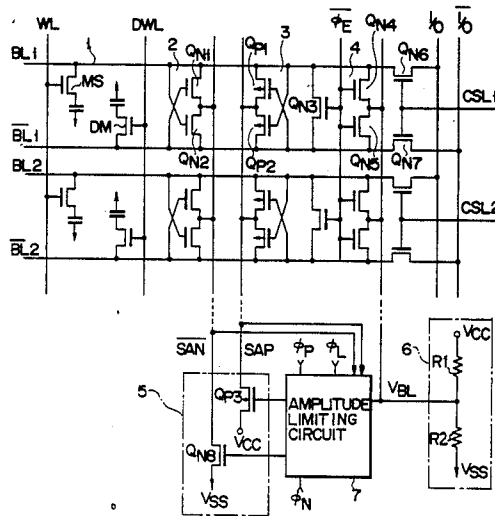 WL DWL φE I/O I/O
BL1 1 2 QN1 QP1 3 4 QN4 QN6
MS CSL1
DM QN3
BL1 QN2 QP2 QN5 QN7
BL2
CSL2
BL2
SAN SAP φP φL VCC 6
R1
5 QP3 AMPLITUDE VBL
VCC LIMITING
QN8 CIRCUIT R2
VSS φN 7 VSS